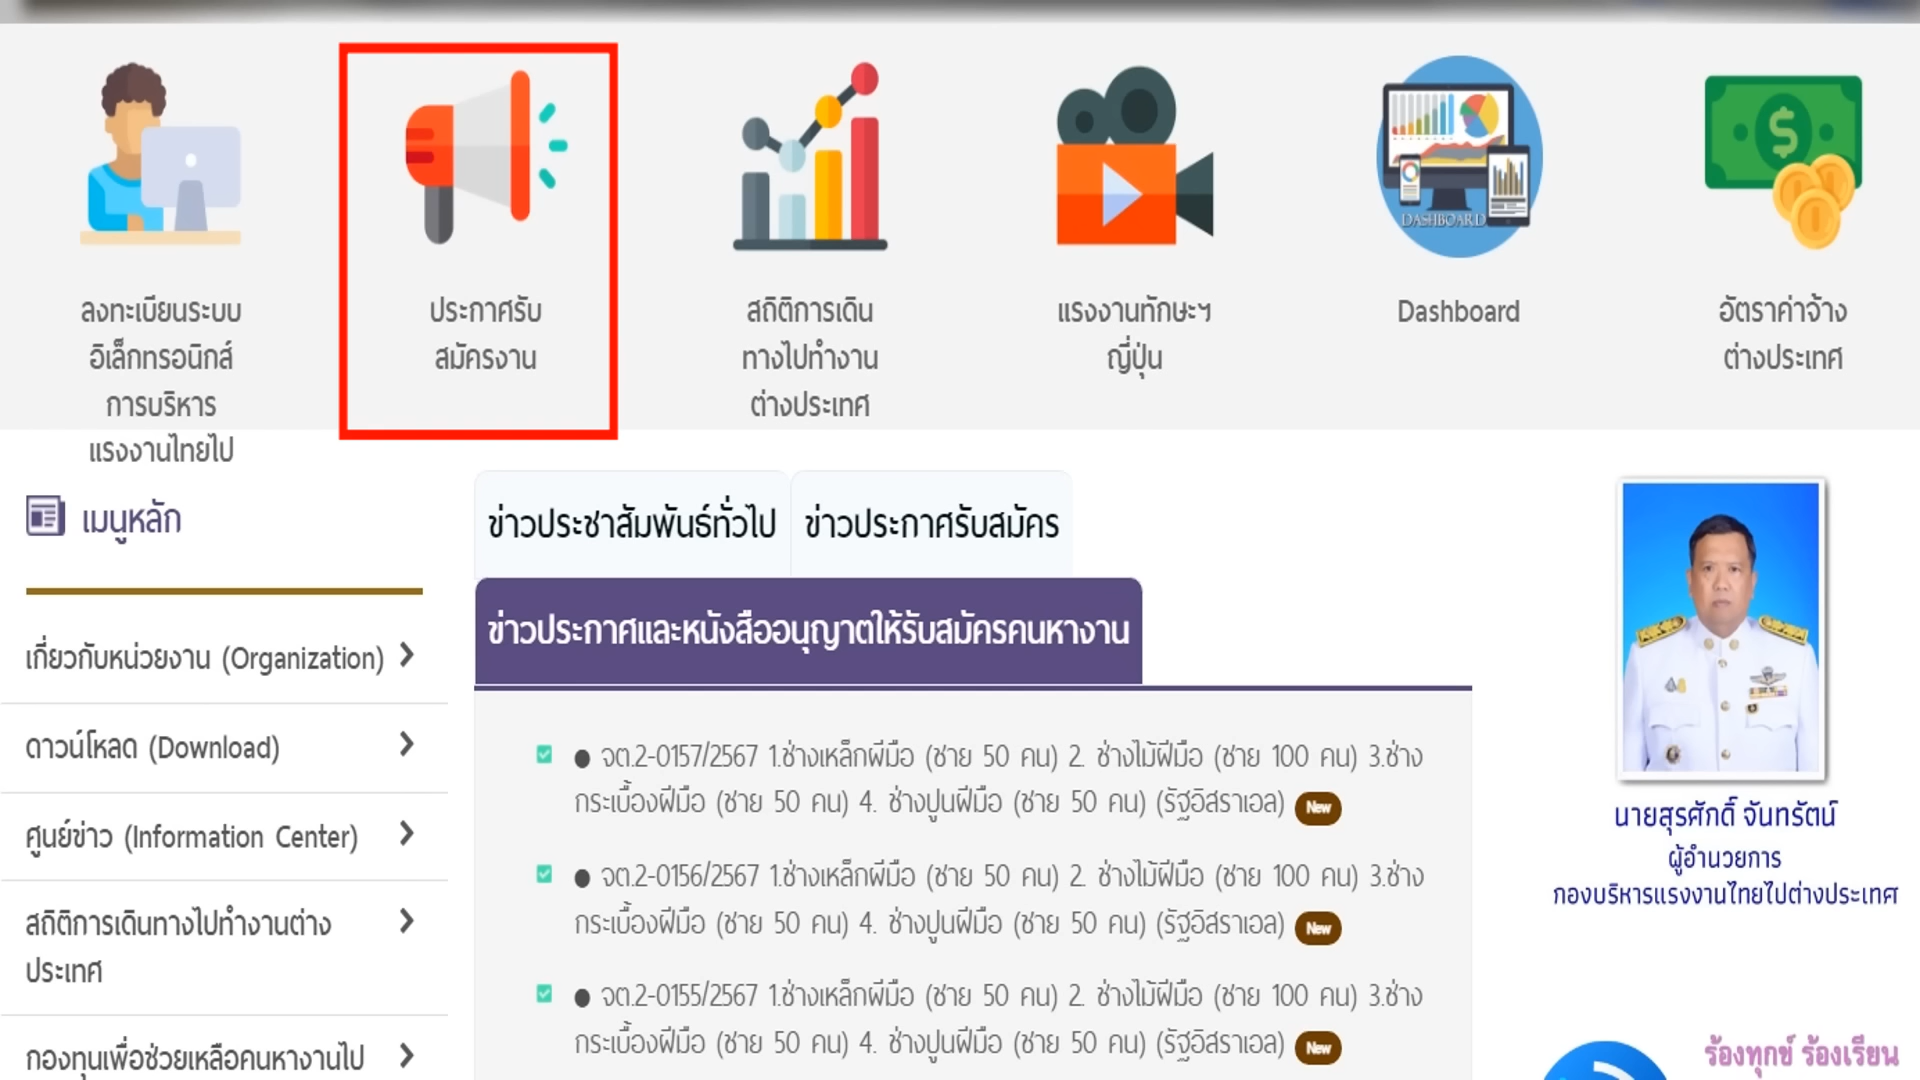 ลงทะเบียนระบบ
อิเล็กทรอนิกส์
การบริหาร
แรงงานไทยไป
ประกาศรับ
สมัครงาน
สถิติการเดิน
ทางไปทำงาน
ต่างประเทศ
แรงงานทักษะฯ
ญี่ปุ่น
DASHBOARD
Dashboard
อัตราค่าจ้าง
ต่างประเทศ
เมนูหลัก
เกี่ยวกับหน่วยงาน (Organization)
ดาวน์โหลด (Download)
ศูนย์ข่าว (Information Center)
สถิติการเดินทางไปทำงานต่าง
ประเทศ
กองทุนเพื่อช่วยเหลือคนหางานไป
ข่าวประชาสัมพันธ์ทั่วไป
ข่าวประกาศรับสมัคร
ข่าวประกาศและหนังสืออนุญาตให้รับสมัครคนหางาน
● จต.2-0157/2567 1.ช่างเหล็กผีมือ (ชาย 50 คน) 2. ช่างไม้ฝีมือ (ชาย 100 คน) 3.ช่าง
กระเบื้องฝีมือ (ชาย 50 คน) 4. ช่างปูนฝีมือ (ชาย 50 คน) (รัฐอิสราเอล) New
● จต.2-0156/2567 1.ช่างเหล็กผีมือ (ชาย 50 คน) 2. ช่างไม้ฝีมือ (ชาย 100 คน) 3.ช่าง
กระเบื้องฝีมือ (ชาย 50 คน) 4. ช่างปูนฝีมือ (ชาย 50 คน) (รัฐอิสราเอล) New
● จต.2-0155/2567 1.ช่างเหล็กผีมือ (ชาย 50 คน) 2. ช่างไม้ฝีมือ (ชาย 100 คน) 3.ช่าง
กระเบื้องฝีมือ (ชาย 50 คน) 4. ช่างปูนฝีมือ (ชาย 50 คน) (รัฐอิสราเอล) New
นายสุรศักดิ์ จันทรัตน์
ผู้อำนวยการ
กองบริหารแรงงานไทยไปต่างประเทศ
ร้องทุกข์ ร้องเรียน